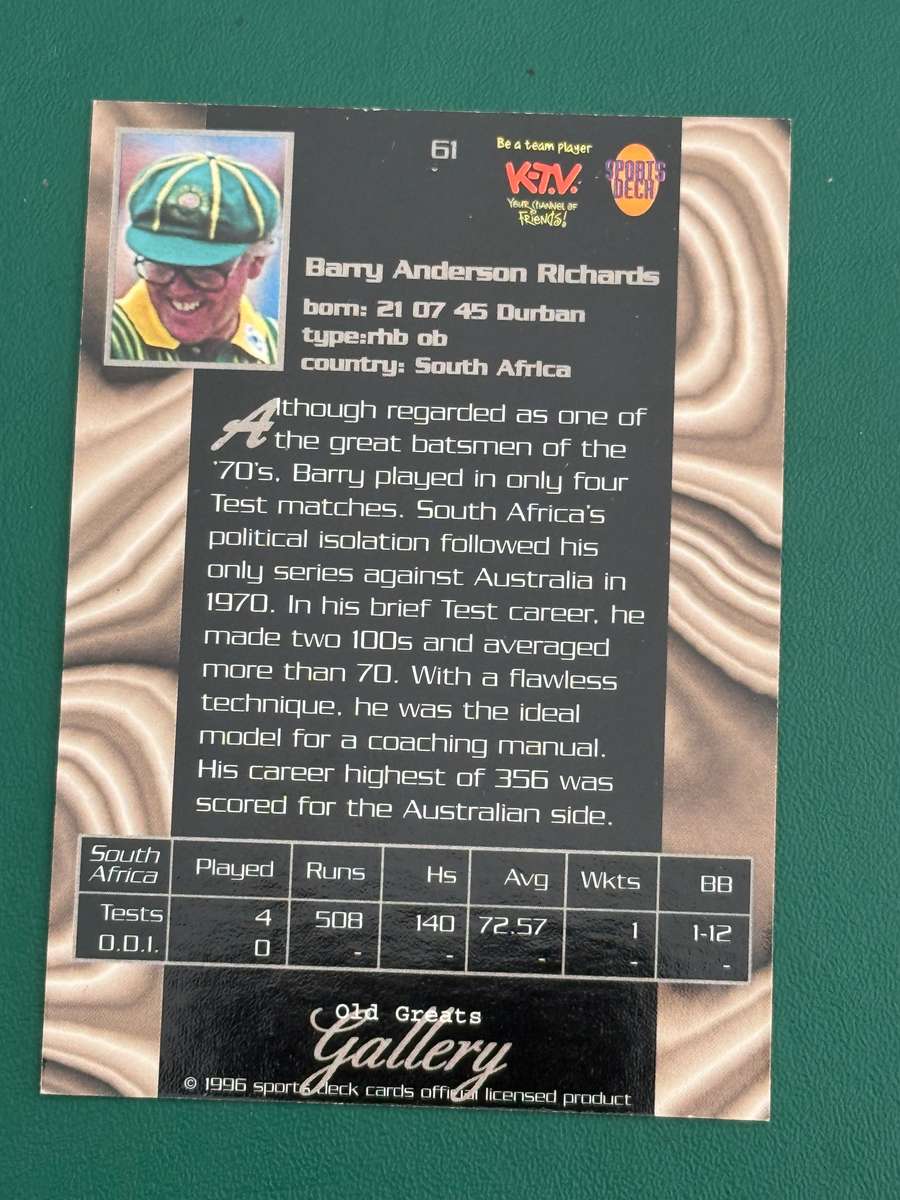 61
Be a team player
K-T.V.
Your channel of
Friends!
SPORTS
DECK
Barry Anderson Richards
born: 21 07 45 Durban
type:rhb ob
country: South Africa
Although regarded as one of
the great batsmen of the
'70's, Barry played in only four
Test matches. South Africa's
political isolation followed his
only series against Australia in
1970. In his brief Test career, he
made two 100s and averaged
more than 70. With a flawless
technique, he was the ideal
model for a coaching manual.
His career highest of 356 was
scored for the Australian side.
South Africa Played Runs Hs Avg Wkts BB
Tests 4 508 140 72.57 1 1-12
O.D.I. 0 - - - - -
Old Greats
Gallery
© 1996 sports deck cards official licensed product